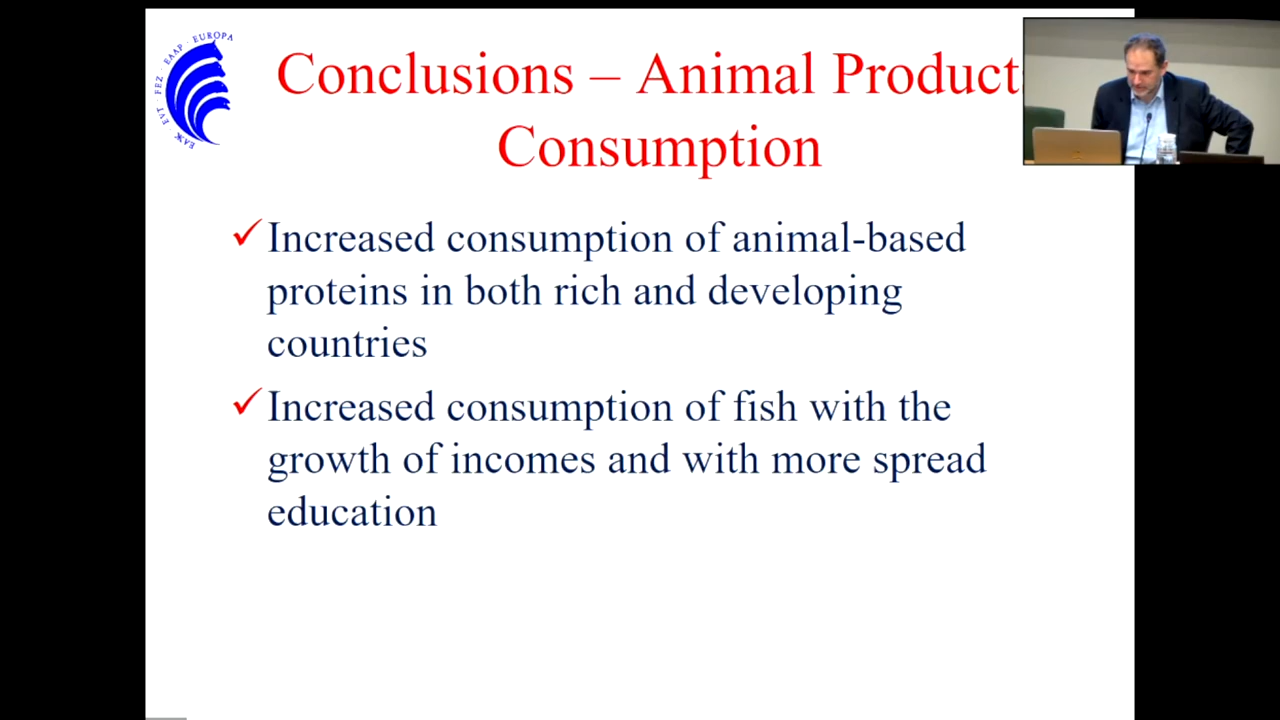 EAЖ · EVT · FEZ · EAAP · EUROPA
Conclusions – Animal Product
Consumption
✓Increased consumption of animal-based
proteins in both rich and developing
countries
✓Increased consumption of fish with the
growth of incomes and with more spread
education